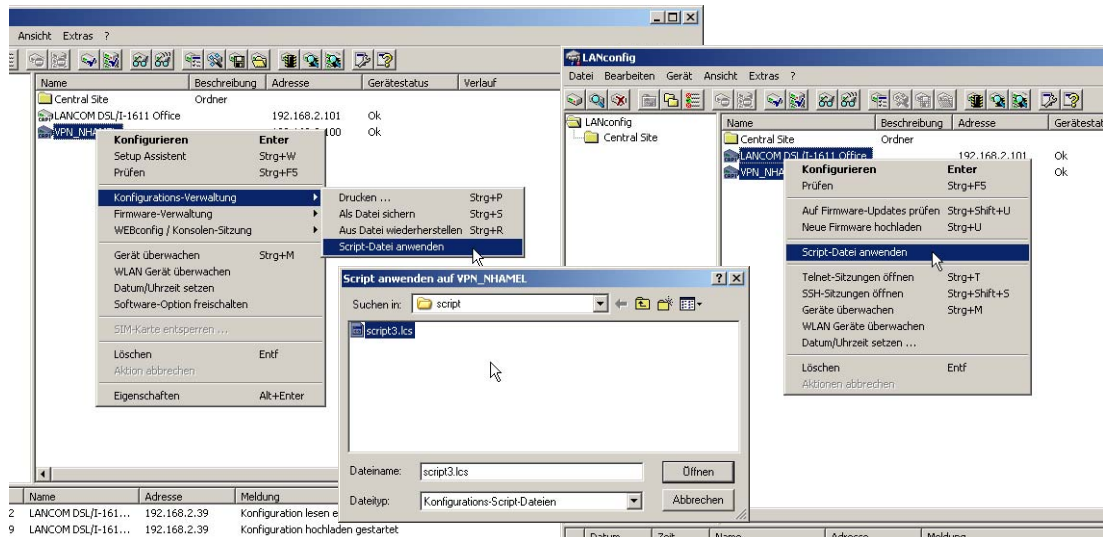 Ansicht Extras ?
Name Beschreibung Adresse Gerätestatus Verlauf
Central Site Ordner
LANCOM DSL/I-1611 Office 192.168.2.101 Ok
VPN_NHAMEL 100 Ok
Konfigurieren Enter
Setup Assistent Strg+W
Prüfen Strg+F5
Konfigurations-Verwaltung
Firmware-Verwaltung
WEBconfig / Konsolen-Sitzung
Gerät überwachen Strg+M
WLAN Gerät überwachen
Datum/Uhrzeit setzen
Software-Option freischalten
SIM-Karte entsperren ...
Löschen Entf
Aktion abbrechen
Eigenschaften Alt+Enter
Drucken ... Strg+P
Als Datei sichern Strg+S
Aus Datei wiederherstellen Strg+R
Script-Datei anwenden
Script anwenden auf VPN_NHAMEL
Suchen in: script
script3.lcs
Dateiname: script3.lcs Öffnen
Dateityp: Konfigurations-Script-Dateien Abbrechen
Name Adresse Meldung
2 LANCOM DSL/I-161... 192.168.2.39 Konfiguration lesen e
9 LANCOM DSL/I-161... 192.168.2.39 Konfiguration hochladen gestartet
LANconfig
Datei Bearbeiten Gerät Ansicht Extras ?
LANconfig
Central Site
Name Beschreibung Adresse Gerätestat
Central Site Ordner
LANCOM DSL/I-1611 Office 192.168.2.101 Ok
VPN_NHA Ok
Konfigurieren Enter
Prüfen Strg+F5
Auf Firmware-Updates prüfen Strg+Shift+U
Neue Firmware hochladen Strg+U
Script-Datei anwenden
Telnet-Sitzungen öffnen Strg+T
SSH-Sitzungen öffnen Strg+Shift+S
Geräte überwachen Strg+M
WLAN Geräte überwachen
Datum/Uhrzeit setzen ...
Löschen Entf
Aktionen abbrechen
Datum Zeit Name Adresse Meldung